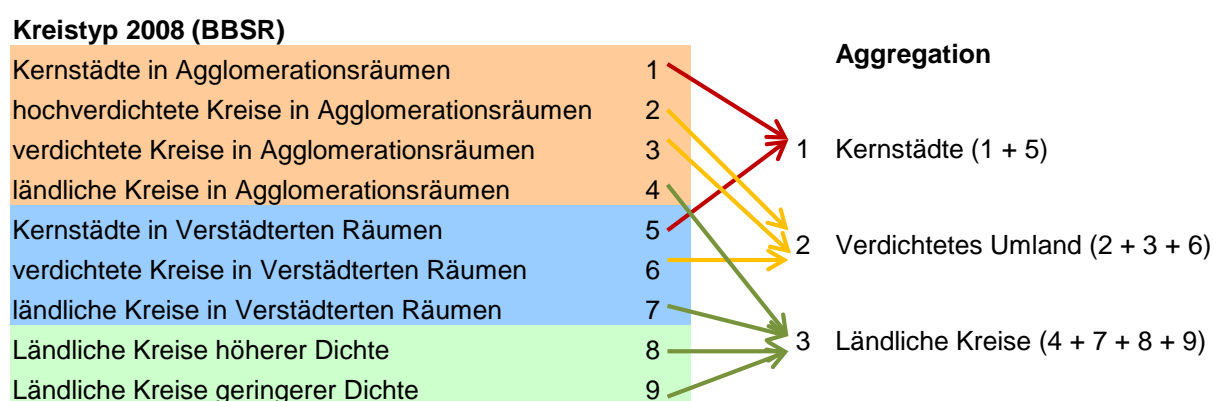 Kreistyp 2008 (BBSR)
Aggregation
Kernstädte in Agglomerationsräumen 1
hochverdichtete Kreise in Agglomerationsräumen 2
verdichtete Kreise in Agglomerationsräumen 3
ländliche Kreise in Agglomerationsräumen 4
Kernstädte in Verstädterten Räumen 5
verdichtete Kreise in Verstädterten Räumen 6
ländliche Kreise in Verstädterten Räumen 7
Ländliche Kreise höherer Dichte 8
Ländliche Kreise geringerer Dichte 9
1 Kernstädte (1 + 5)
2 Verdichtetes Umland (2 + 3 + 6)
3 Ländliche Kreise (4 + 7 + 8 + 9)